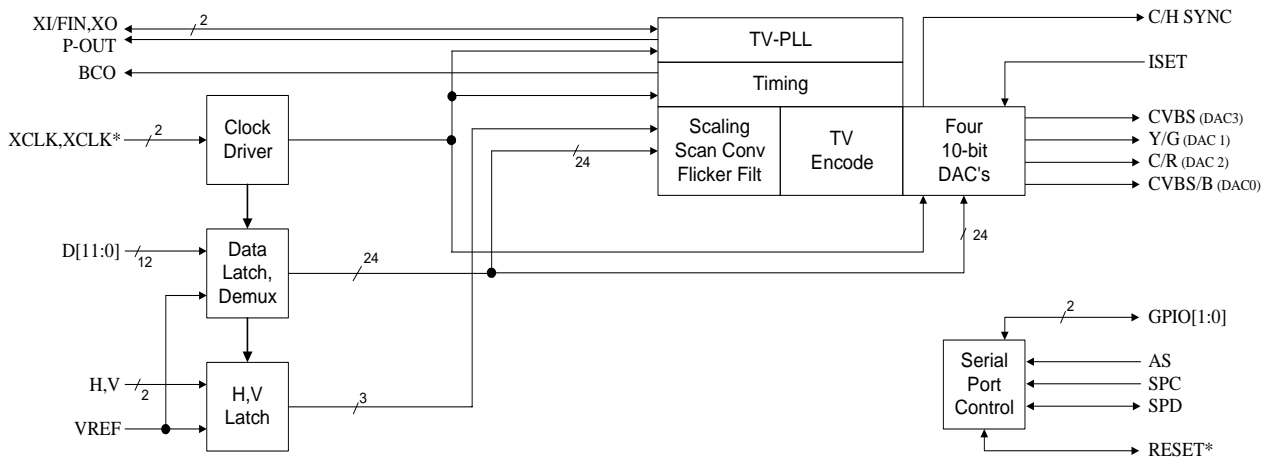 XI/FIN,XO
2
P-OUT
BCO
XCLK,XCLK*
2
Clock
Driver
D[11:0]
12
Data
Latch,
Demux
24
H,V
2
VREF
H,V
Latch
3
TV-PLL
Timing
24
Scaling
Scan Conv
Flicker Filt
TV
Encode
Four
10-bit
DAC's
24
C/H SYNC
ISET
CVBS (DAC3)
Y/G (DAC 1)
C/R (DAC 2)
CVBS/B (DAC0)
2
GPIO[1:0]
Serial
Port
Control
AS
SPC
SPD
RESET*